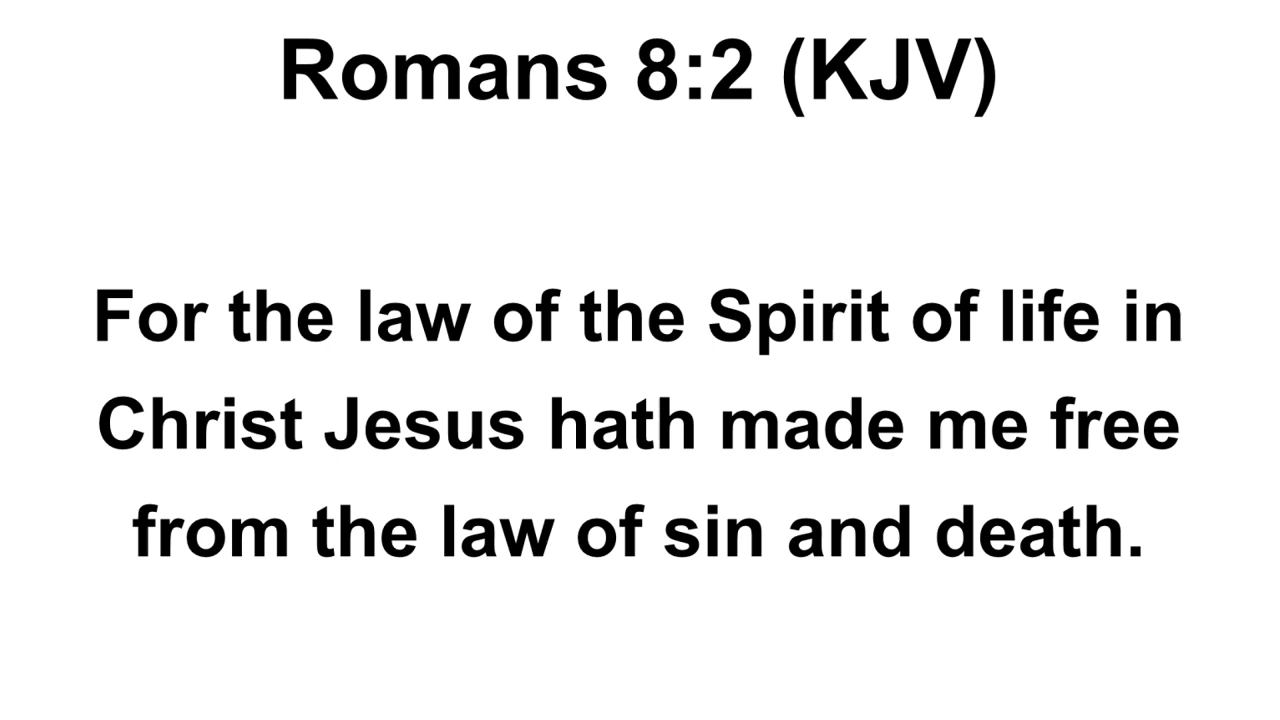 Romans 8:2 (KJV)
For the law of the Spirit of life in
Christ Jesus hath made me free
from the law of sin and death.